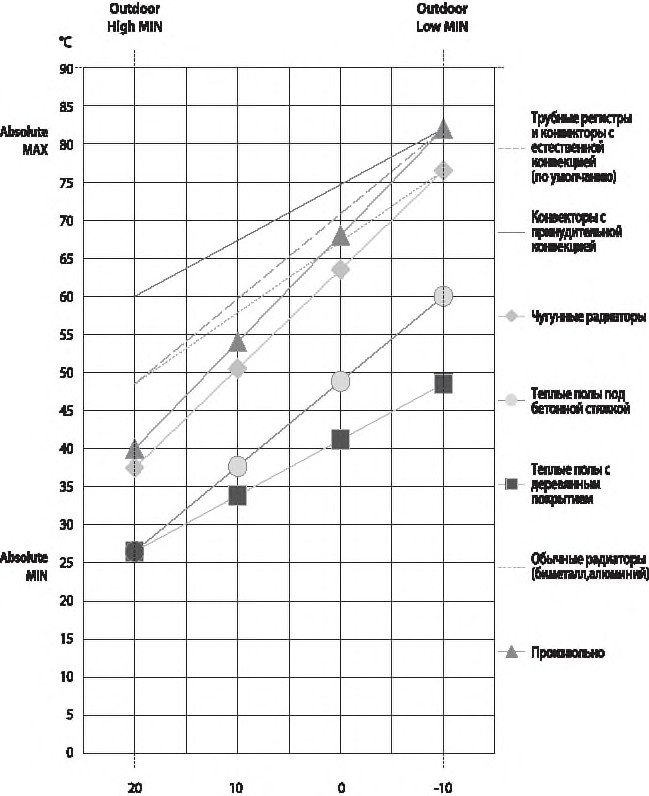 Outdoor
High MIN
Outdoor
Low MIN
°C
90
85
Absolute
MAX
80
75
70
65
60
55
50
45
40
35
30
Absolute
MIN
25
20
15
10
5
0
20
10
0
-10
Трубные регистры
и конвекторы с
естественной
конвекцией
(по умолчанию)
Конвекторы с
принудительной
конвекцией
Чугунные радиаторы
Теплые полы под
бетонной стяжкой
Теплые полы с
деревянным
покрытием
Обычные радиаторы
(биметалл,алюминий)
Произвольно